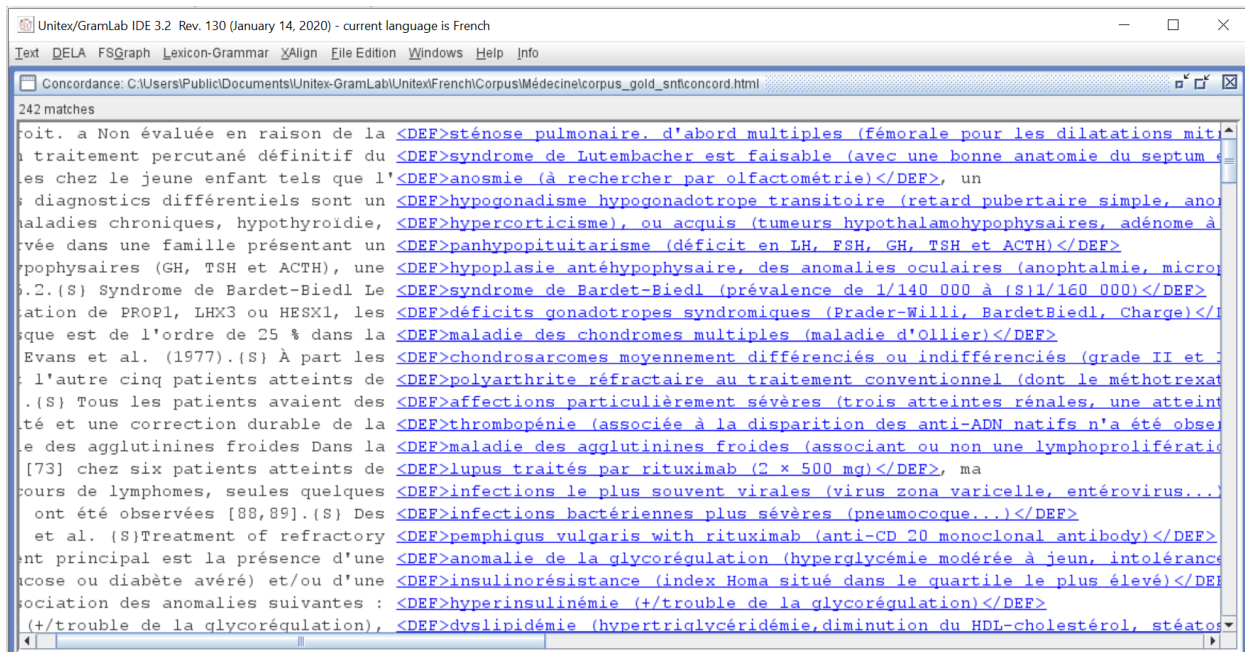 Unitex/GramLab IDE 3.2 Rev. 130 (January 14, 2020) - current language is French
Text DELA FSGraph Lexicon-Grammar XAlign File Edition Windows Help Info
Concordance: C:\Users\Public\Documents\Unitex-GramLab\Unitex\French\Corpus\Médecine\corpus_gold_snt\concord.html
242 matches
roit. a Non évaluée en raison de la <DEF>sténose pulmonaire. d'abord multiples (fémorale pour les dilatations mit
traitement percutané définitif du <DEF>syndrome de Lutembacher est faisable (avec une bonne anatomie du septum
es chez le jeune enfant tels que l'<DEF>anosmie (à rechercher par olfactométrie)</DEF>, un
s diagnostics différentiels sont un <DEF>hypogonadisme hypogonadotrope transitoire (retard pubertaire simple, ano
maladies chroniques, hypothyroïdie, <DEF>hypercorticisme), ou acquis (tumeurs hypothalamohypophysaires, adénome à
rvée dans une famille présentant un <DEF>panhypopituitarisme (déficit en LH, FSH, GH, TSH et ACTH)</DEF>
ypophysaires (GH, TSH et ACTH), une <DEF>hypoplasie antéhypophysaire, des anomalies oculaires (anophtalmie, micro
.2.{S} Syndrome de Bardet-Biedl Le <DEF>syndrome de Bardet-Biedl (prévalence de 1/140 000 à {S}1/160 000)</DEF>
tation de PROP1, LHX3 ou HESX1, les <DEF>déficits gonadotropes syndromiques (Prader-Willi, BardetBiedl, Charge)</
sque est de l'ordre de 25 % dans la <DEF>maladie des chondromes multiples (maladie d'Ollier)</DEF>
Evans et al. (1977).{S} À part les <DEF>chondrosarcomes moyennement différenciés ou indifférenciés (grade II et
l'autre cinq patients atteints de <DEF>polyarthrite réfractaire au traitement conventionnel (dont le méthotrexat
.{S} Tous les patients avaient des <DEF>affections particulièrement sévères (trois atteintes rénales, une atteint
té et une correction durable de la <DEF>thrombopénie (associée à la disparition des anti-ADN natifs n'a été obser
e des agglutinines froides Dans la <DEF>maladie des agglutinines froides (associant ou non une lymphoproliférati
[73] chez six patients atteints de <DEF>lupus traités par rituximab (2 × 500 mg)</DEF>, ma
cours de lymphomes, seules quelques <DEF>infections le plus souvent virales (virus zona varicelle, entérovirus...)
ont été observées [88,89].{S} Des <DEF>infections bactériennes plus sévères (pneumocoque...)</DEF>
et al. {S}Treatment of refractory <DEF>pemphigus vulgaris with rituximab (anti-CD 20 monoclonal antibody)</DEF>
nt principal est la présence d'une <DEF>anomalie de la glycorégulation (hyperglycémie modérée à jeun, intolérance
ucose ou diabète avéré) et/ou d'une <DEF>insulinorésistance (index Homa situé dans le quartile le plus élevé)</DEF
sociation des anomalies suivantes : <DEF>hyperinsulinémie (+/trouble de la glycorégulation)</DEF>
(+/trouble de la glycorégulation), <DEF>dyslipidémie (hypertriglycéridémie,diminution du HDL-cholestérol, stéatos